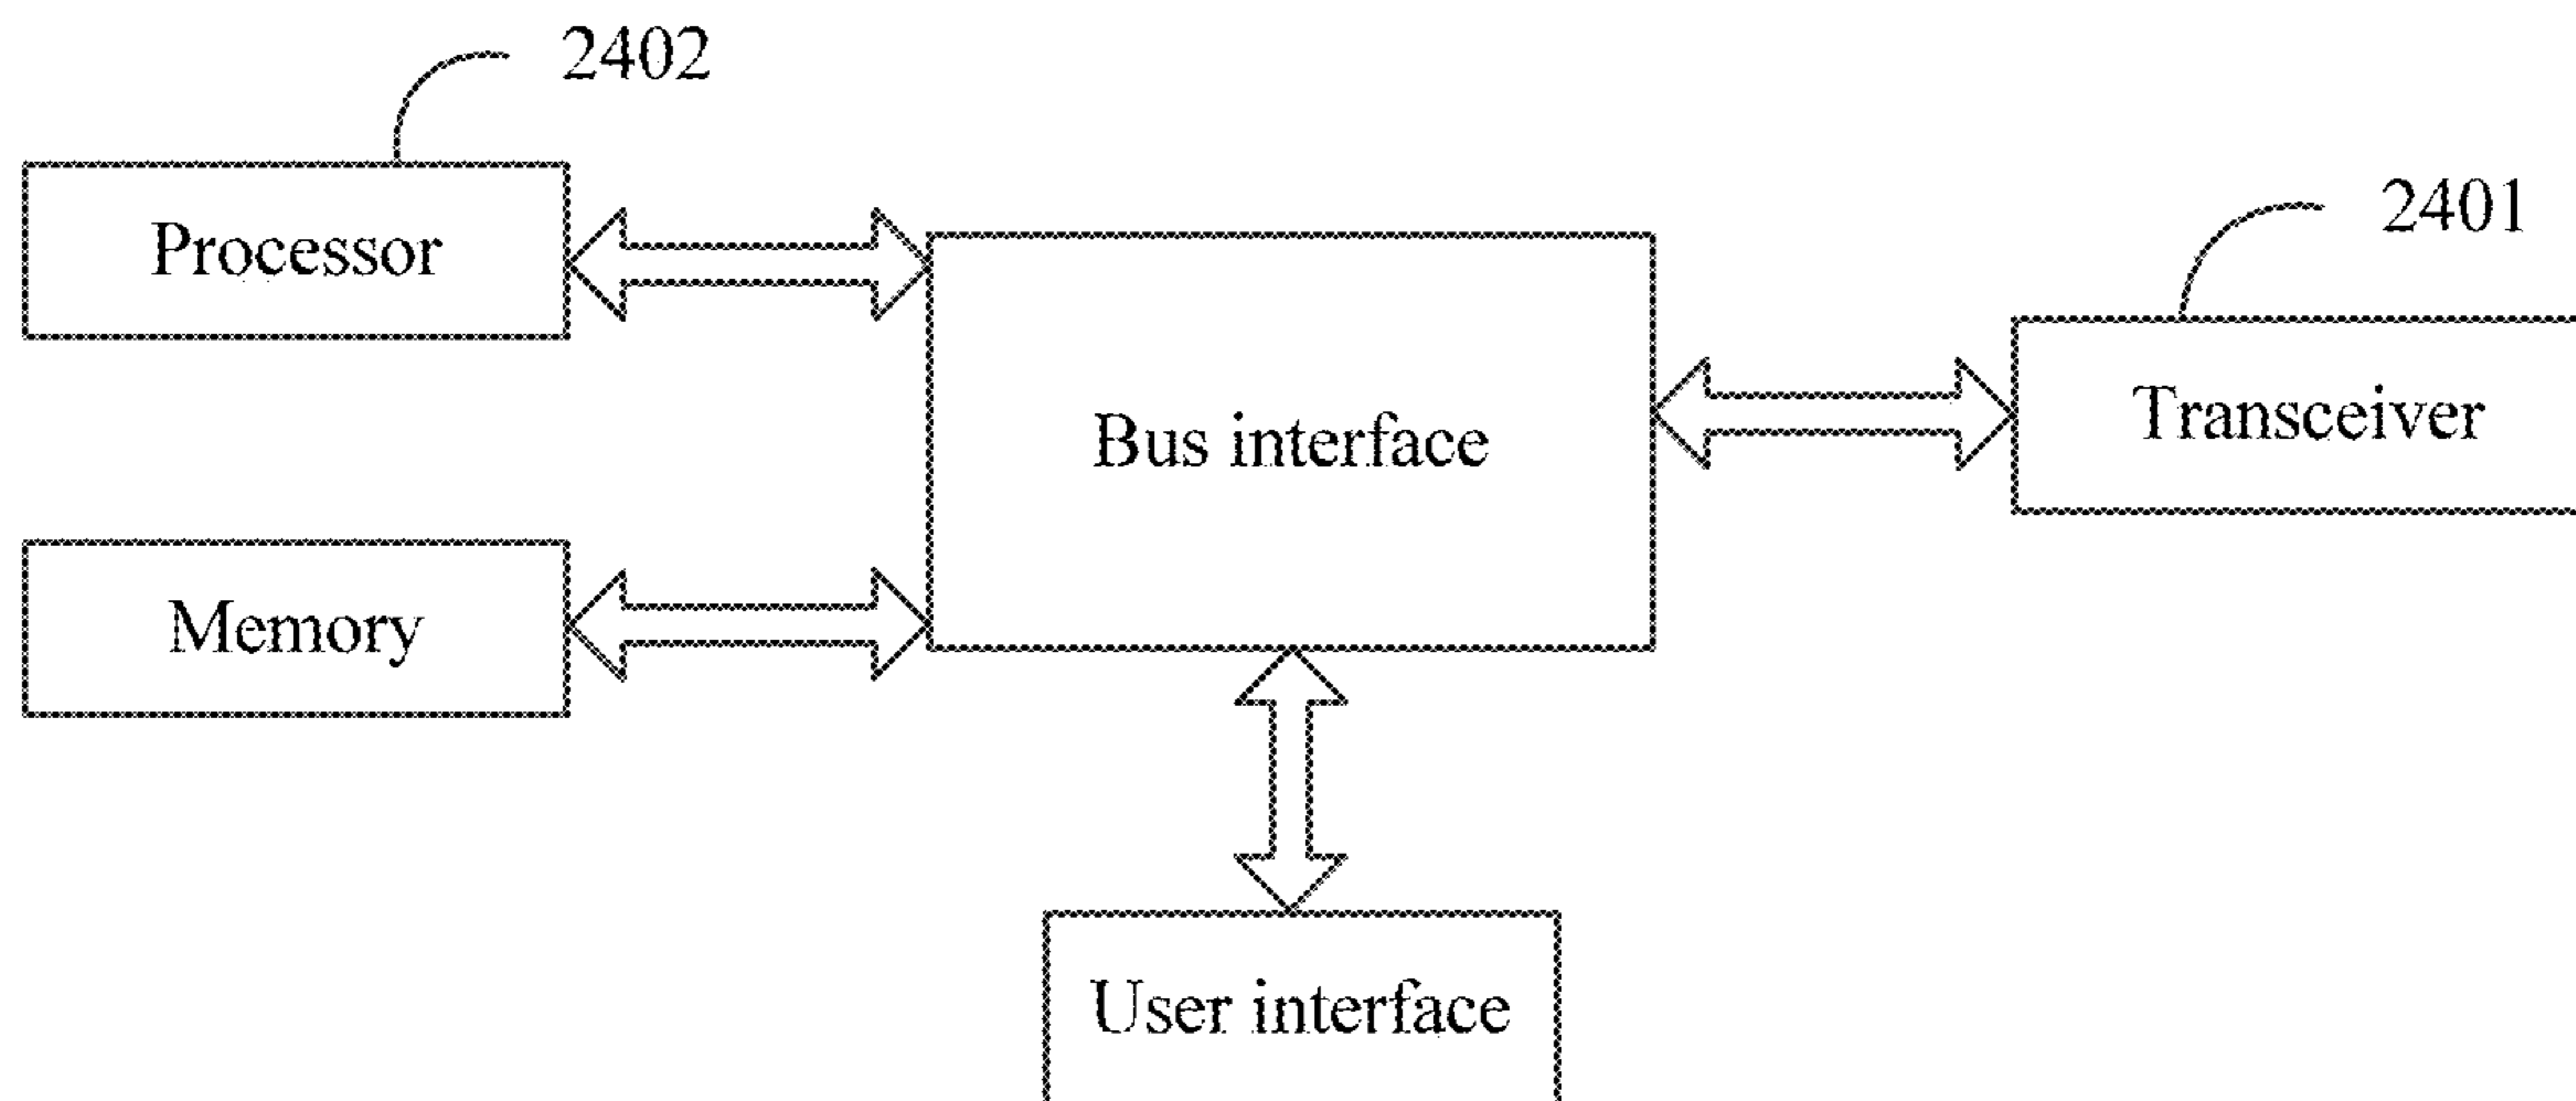 2402
2401
Processor
Bus interface
Transceiver
Memory
User interface